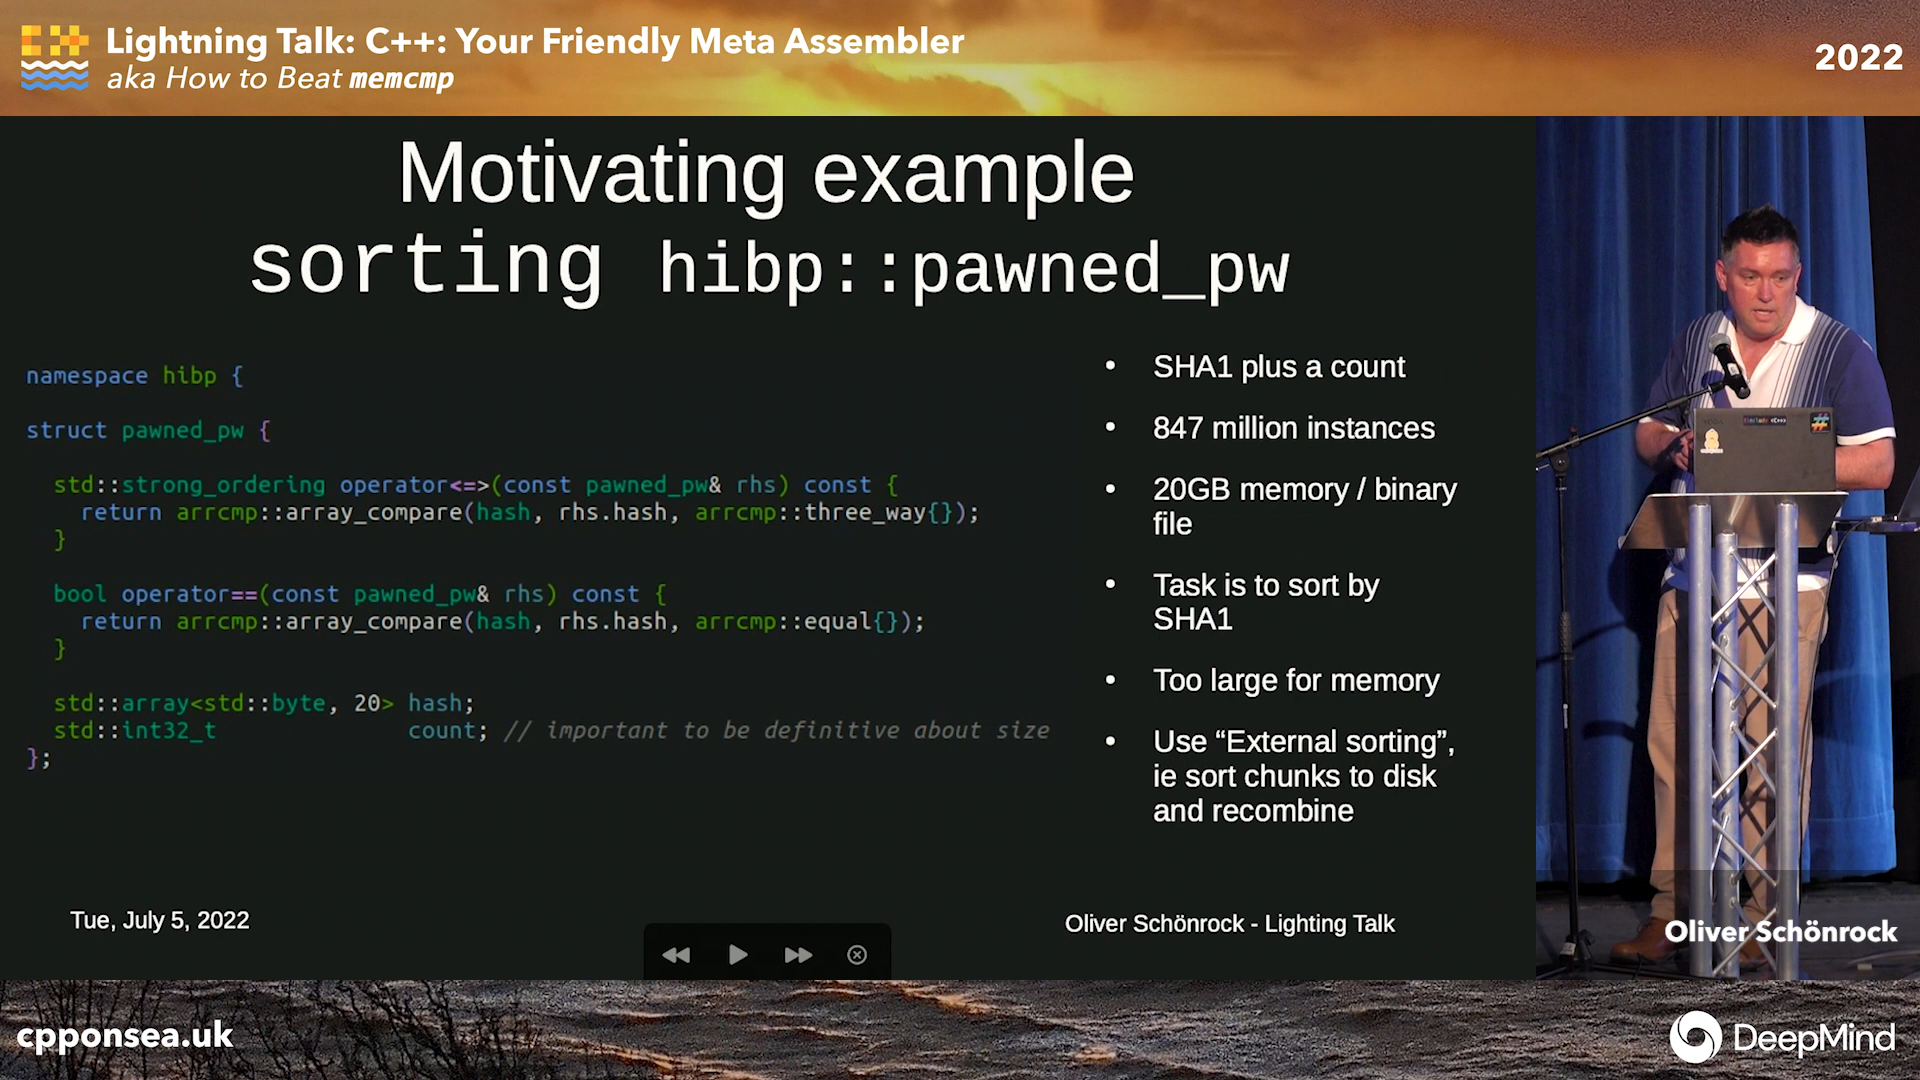 Lightning Talk: C++: Your Friendly Meta Assembler
aka How to Beat memcmp
2022
Motivating example
sorting hibp::pawned_pw
namespace hibp {
struct pawned_pw {
std::strong_ordering operator<=>(const pawned_pw& rhs) const {
return arrcmp::array_compare(hash, rhs.hash, arrcmp::three_way{});
}
bool operator==(const pawned_pw& rhs) const {
return arrcmp::array_compare(hash, rhs.hash, arrcmp::equal{});
}
std::array<std::byte, 20> hash;
std::int32_t count; // important to be definitive about size
};
• SHA1 plus a count
• 847 million instances
• 20GB memory / binary
file
• Task is to sort by
SHA1
• Too large for memory
• Use “External sorting”,
ie sort chunks to disk
and recombine
Tue, July 5, 2022
Oliver Schönrock - Lighting Talk
Oliver Schönrock
cpponsea.uk
DeepMind